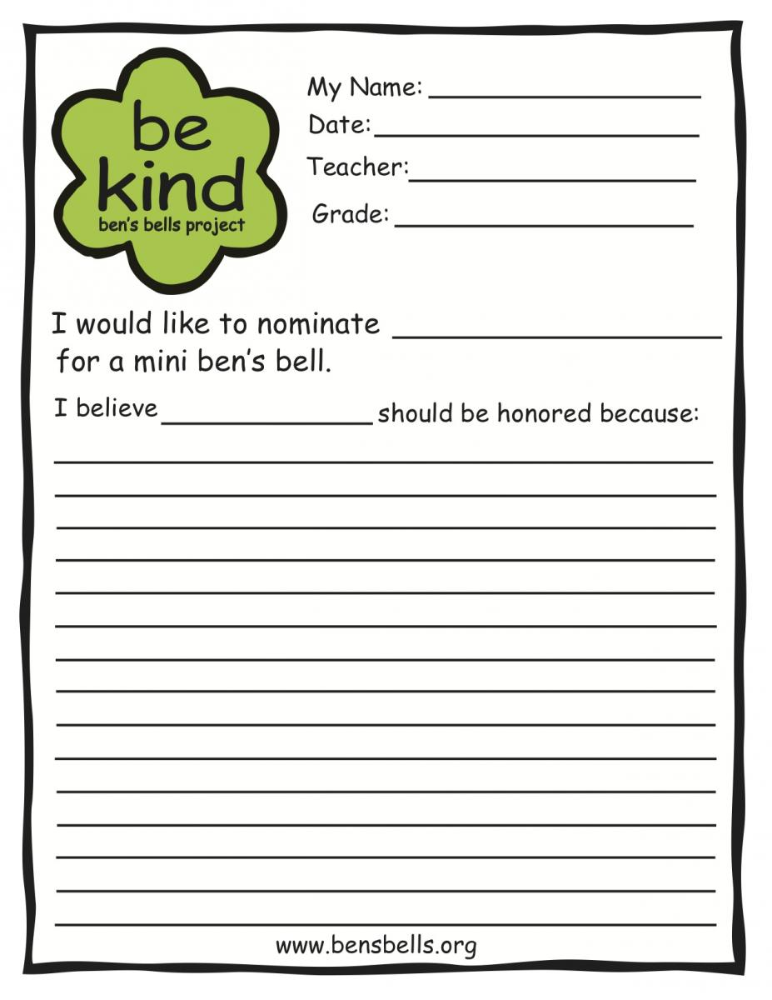 be
kind
ben's bells project
My Name:
Date:
Teacher:
Grade:
I would like to nominate
for a mini ben's bell.
I believe should be honored because:
www.bensbells.org